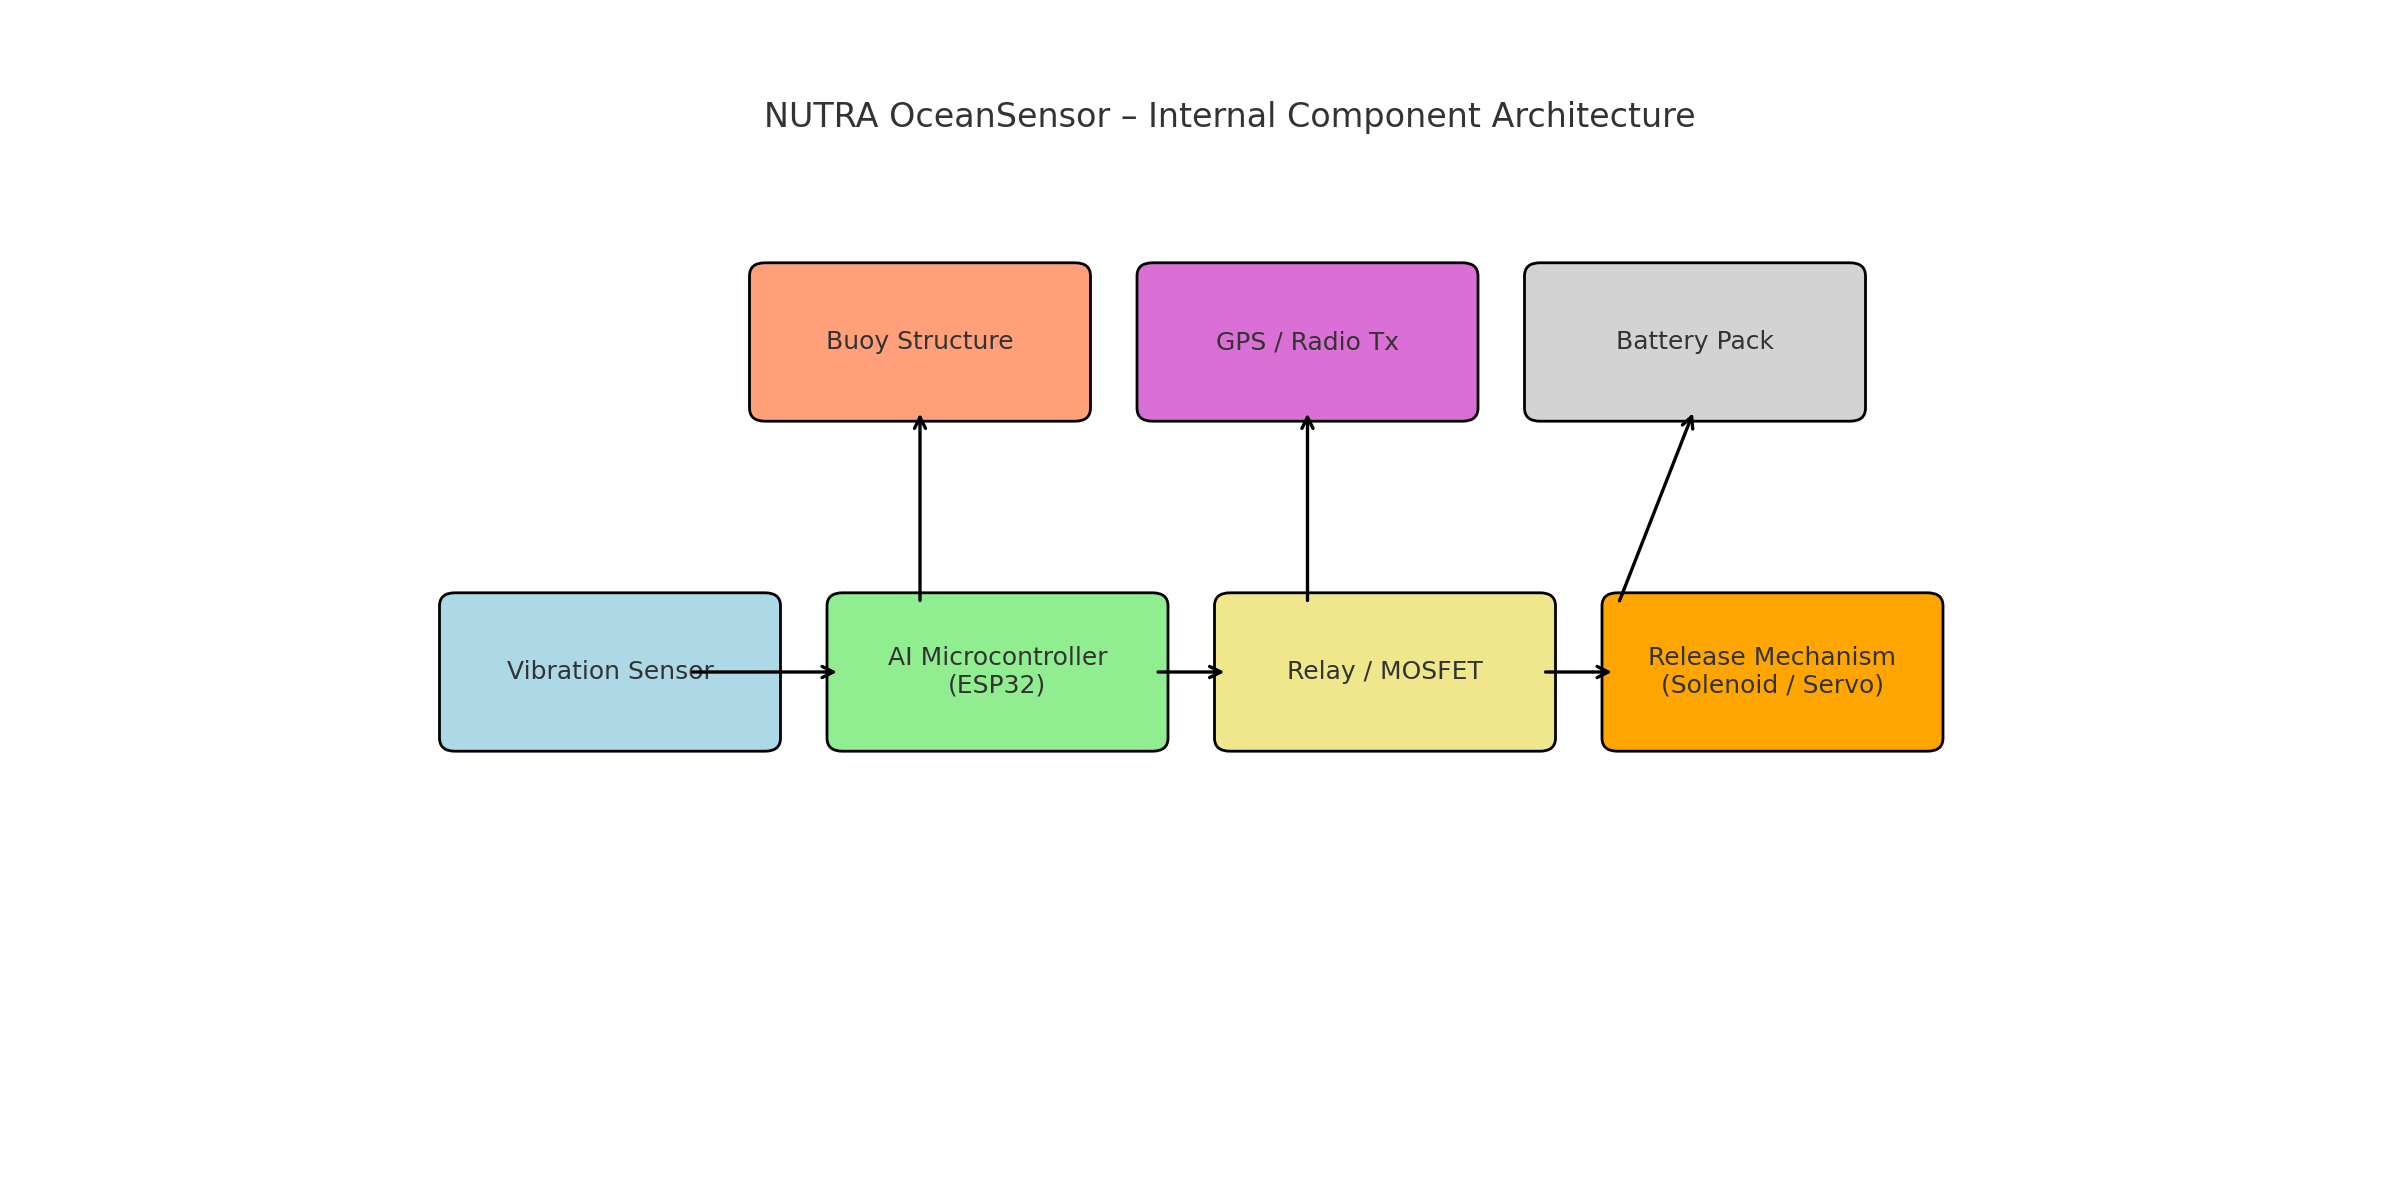 NUTRA OceanSensor – Internal Component Architecture
Buoy Structure
GPS / Radio Tx
Battery Pack
Vibration Sensor
AI Microcontroller
(ESP32)
Relay / MOSFET
Release Mechanism
(Solenoid / Servo)